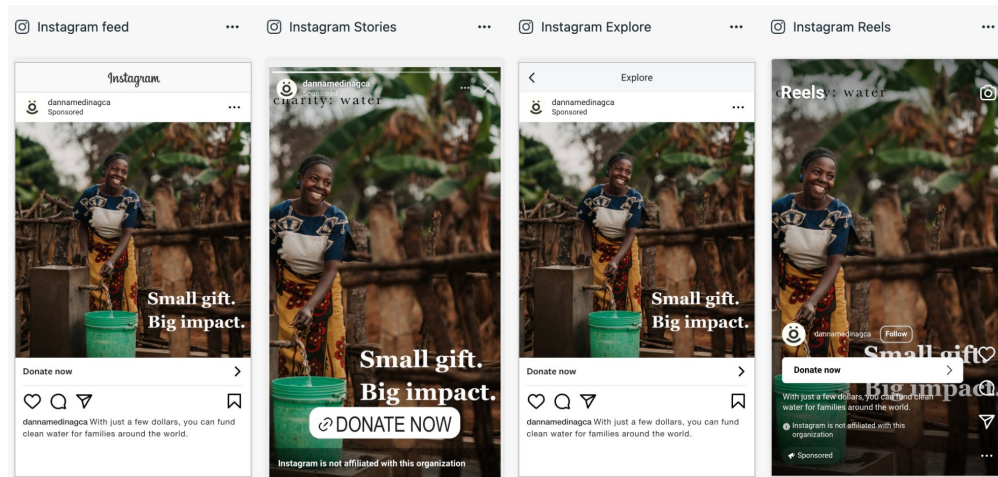 Instagram feed
Instagram
dannamedinagca
Sponsored
Small gift.
Big impact.
Donate now
dannamedinagca With just a few dollars, you can fund
clean water for families around the world.
Instagram Stories
dannamedinagca
Sponsored
charity: water
Small gift.
Big impact.
DONATE NOW
Instagram is not affiliated with this organization
Instagram Explore
Explore
dannamedinagca
Sponsored
Small gift.
Big impact.
Donate now
dannamedinagca With just a few dollars, you can fund
clean water for families around the world.
Instagram Reels
Reels
water
dannamedinagca Follow
Small gift.
Donate now
Big impact.
With just a few dollars, you can fund clean
water for families around the world.
Instagram is not affiliated with this
organization
Sponsored